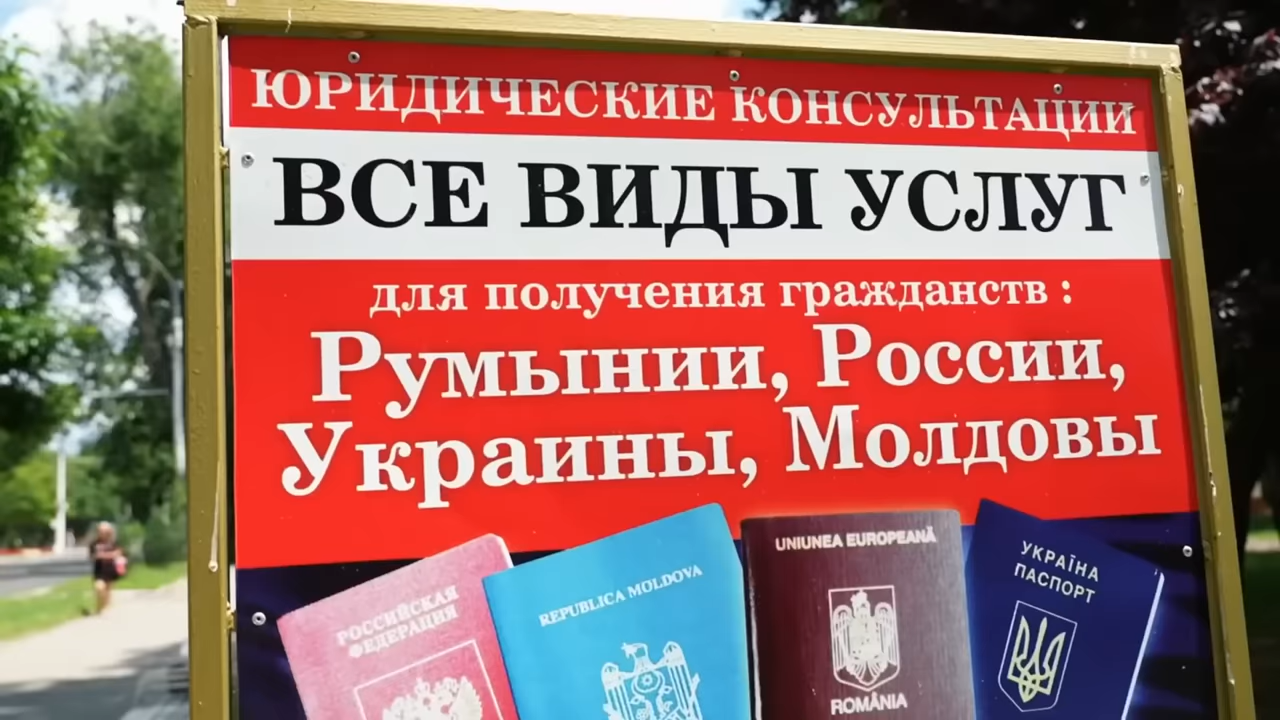 ЮРИДИЧЕСКИЕ КОНСУЛЬТАЦИИ
ВСЕ ВИДЫ УСЛУГ
для получения гражданств :
Румынии, России,
Украины, Молдовы
РОССИЙСКАЯ
ФЕДЕРАЦИЯ
REPUBLICA MOLDOVA
UNIUNEA EUROPEANĂ
ROMÂNIA
УКРАЇНА
ПАСПОРТ